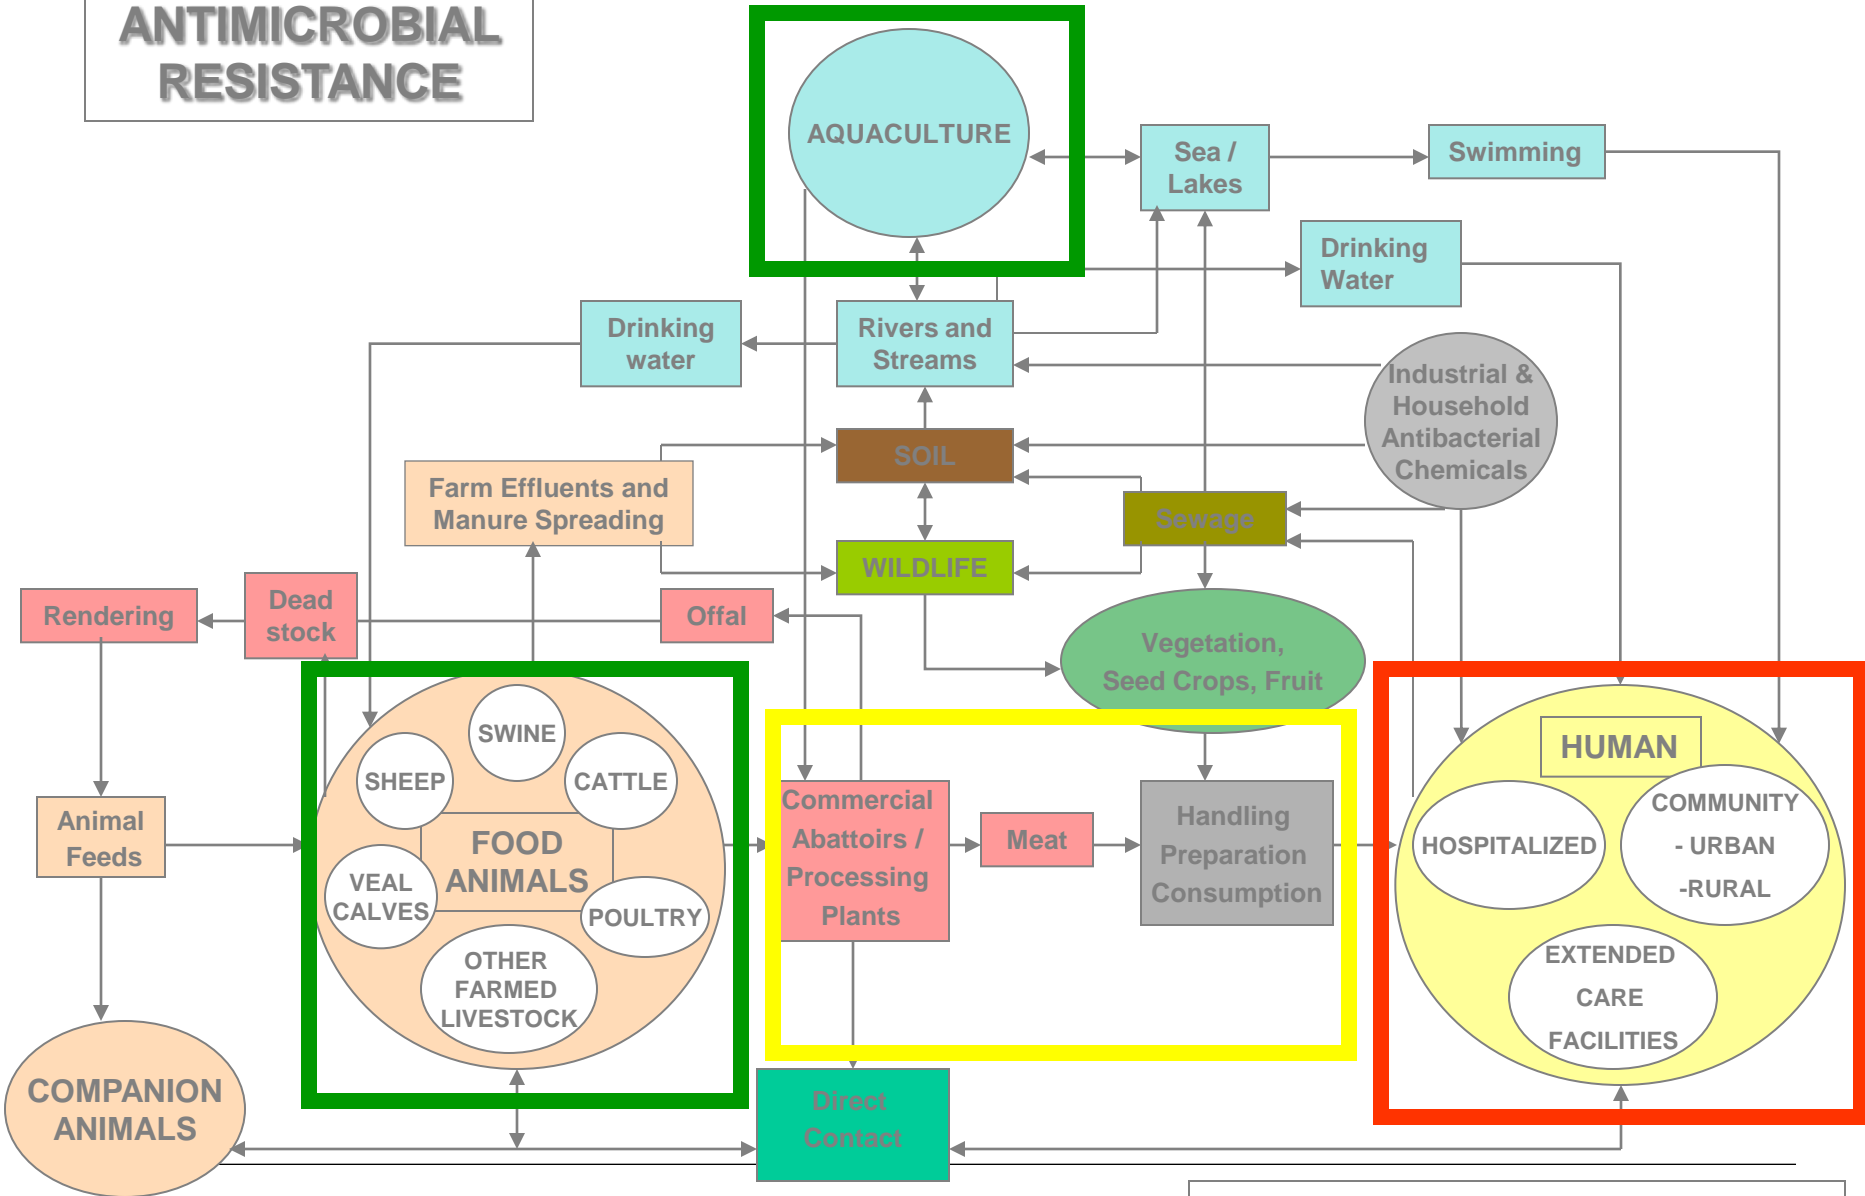 ANTIMICROBIAL
RESISTANCE
AQUACULTURE
Sea /
Lakes
Swimming
Drinking
Water
Drinking
water
Rivers and
Streams
Industrial &
Household
Antibacterial
Chemicals
SOIL
Farm Effluents and
Manure Spreading
Sewage
WILDLIFE
Rendering
Dead
stock
Offal
Vegetation,
Seed Crops, Fruit
SWINE
SHEEP
CATTLE
FOOD
ANIMALS
VEAL
CALVES
POULTRY
OTHER
FARMED
LIVESTOCK
Animal
Feeds
Commercial
Abattoirs /
Processing
Plants
Meat
Handling
Preparation
Consumption
HUMAN
HOSPITALIZED
COMMUNITY
- URBAN
-RURAL
EXTENDED
CARE
FACILITIES
COMPANION
ANIMALS
Direct
Contact